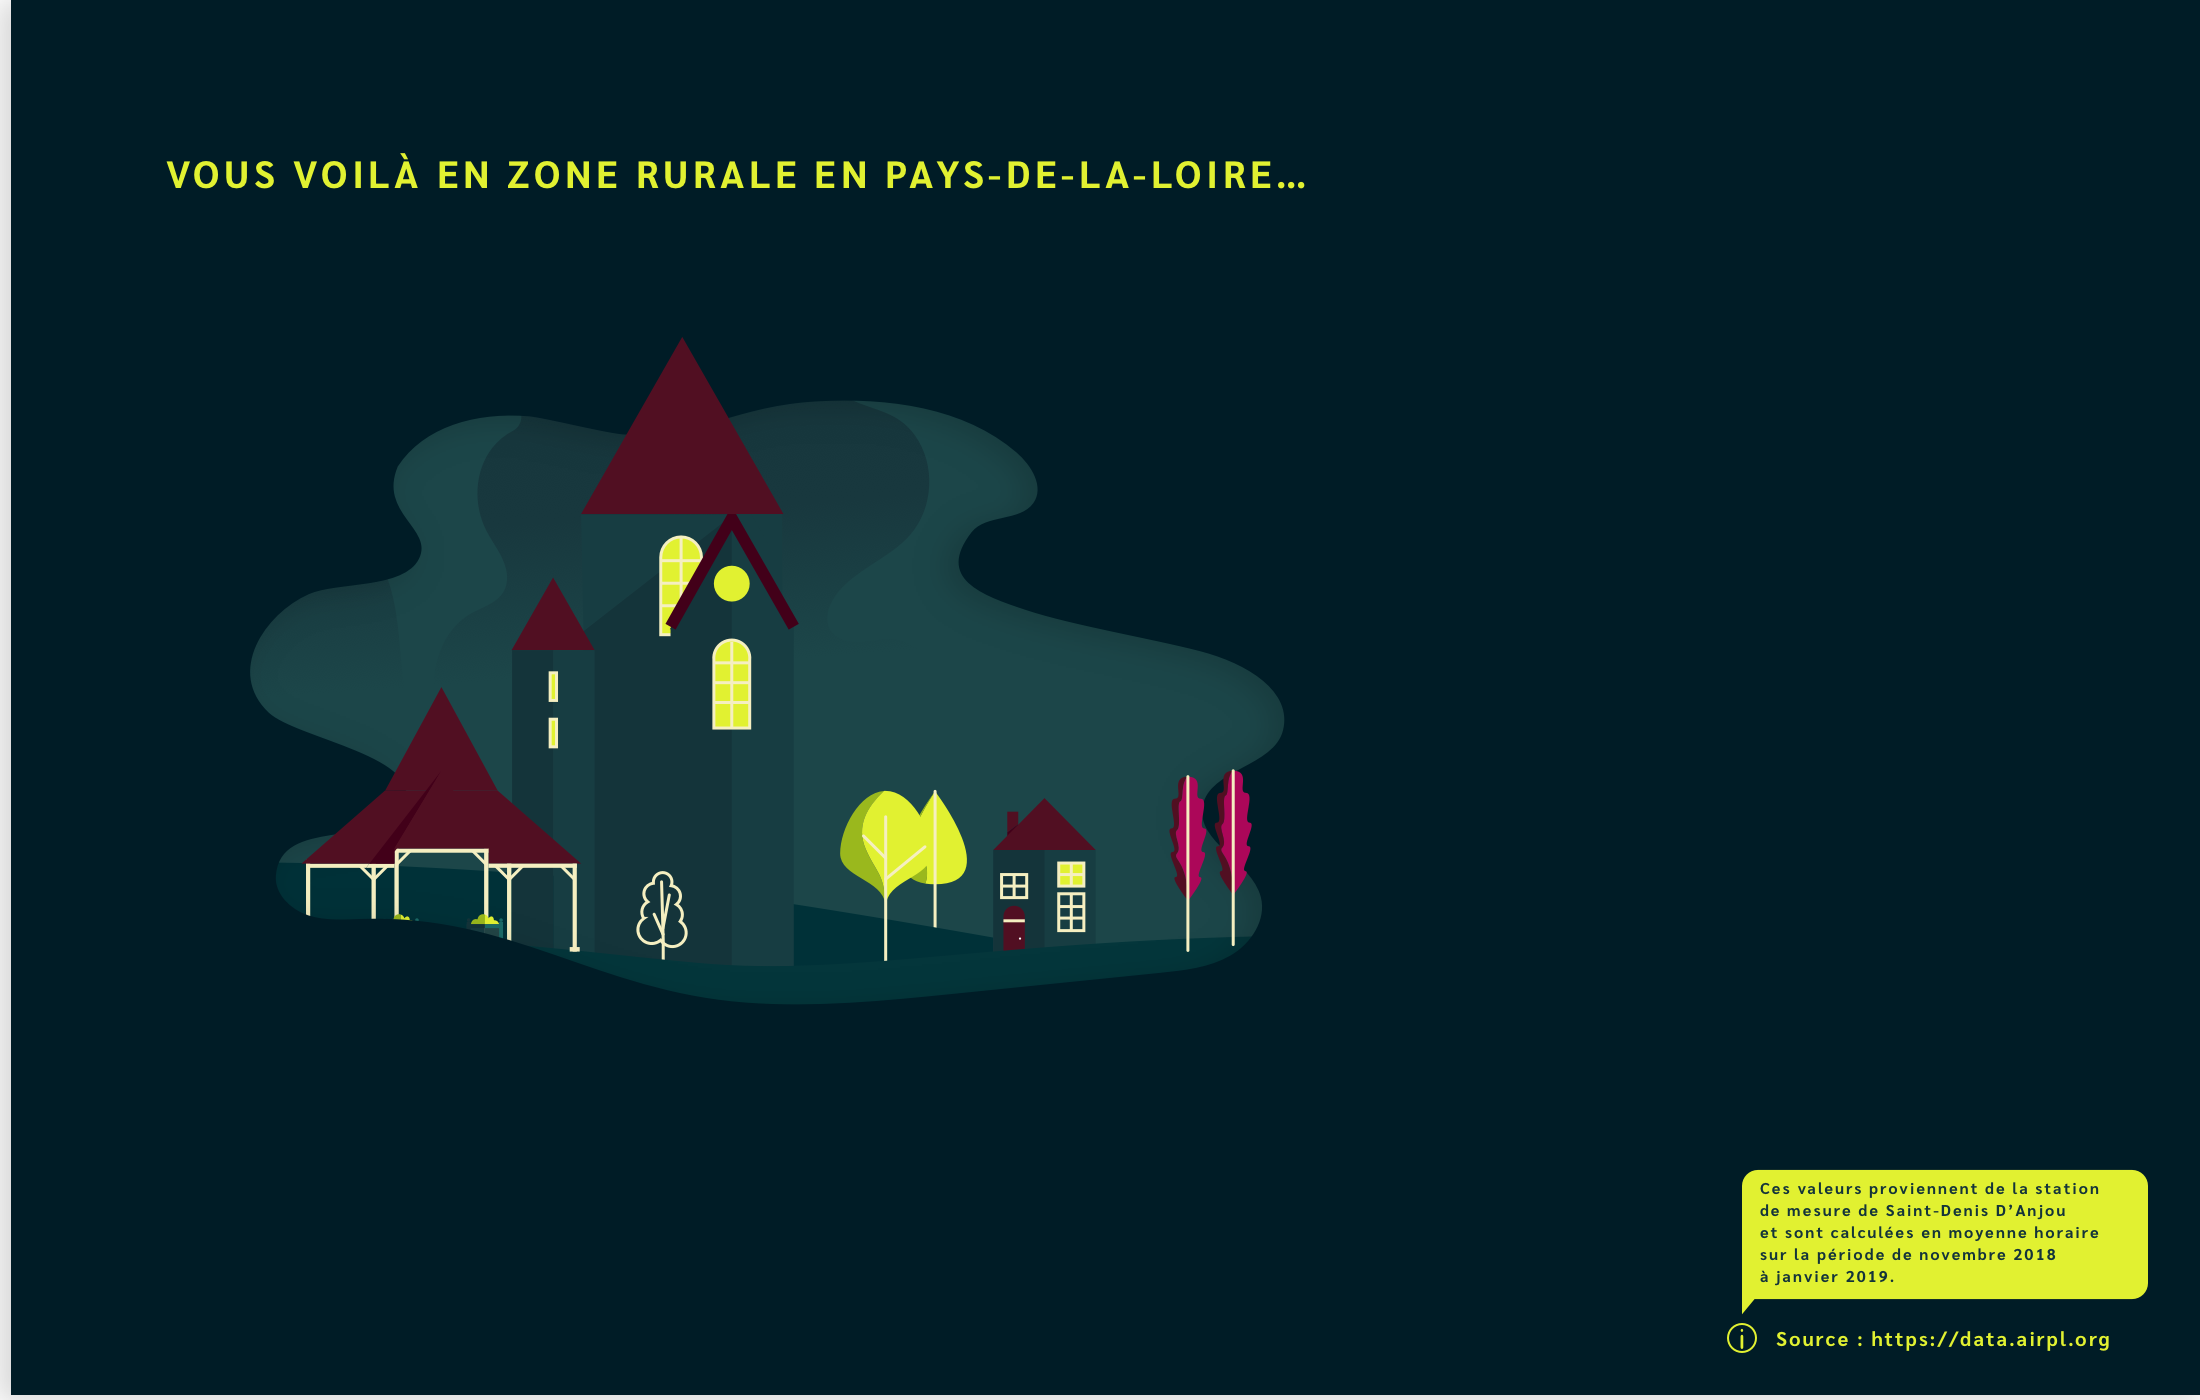 VOUS VOILÀ EN ZONE RURALE EN PAYS-DE-LA-LOIRE…
Ces valeurs proviennent de la station
de mesure de Saint-Denis D’Anjou
et sont calculées en moyenne horaire
sur la période de novembre 2018
à janvier 2019.
Source : https://data.airpl.org